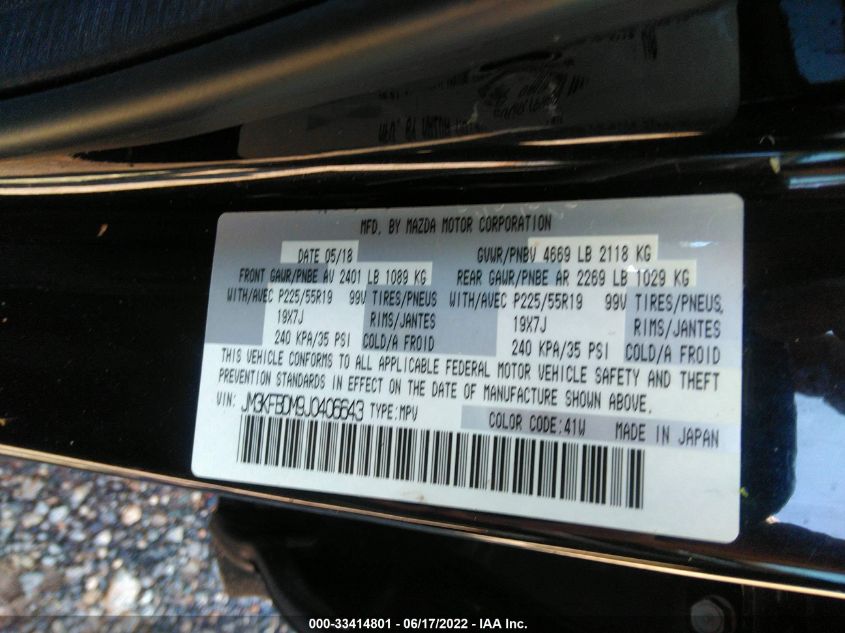 MFD. BY MAZDA MOTOR CORPORATION
DATE 05/18 GVWR/PNBV 4669 LB 2118 KG
FRONT GAWR/PNBE AV 2401 LB 1089 KG REAR GAWR/PNBE AR 2269 LB 1029 KG
WITH/AVEC P225/55R19 99V TIRES/PNEUS WITH/AVEC P225/55R19 99V TIRES/PNEUS,
19X7J RIMS/JANTES 19X7J RIMS/JANTES
240 KPA/35 PSI COLD/A FROID 240 KPA/35 PSI COLD/A FROID
THIS VEHICLE CONFORMS TO ALL APPLICABLE FEDERAL MOTOR VEHICLE SAFETY AND THEFT
PREVENTION STANDARDS IN EFFECT ON THE DATE OF MANUFACTURE SHOWN ABOVE.
VIN: JM3KFBDM9J0406643 TYPE:MPV COLOR CODE:41W MADE IN JAPAN
000-33414801 - 06/17/2022 - IAA Inc.